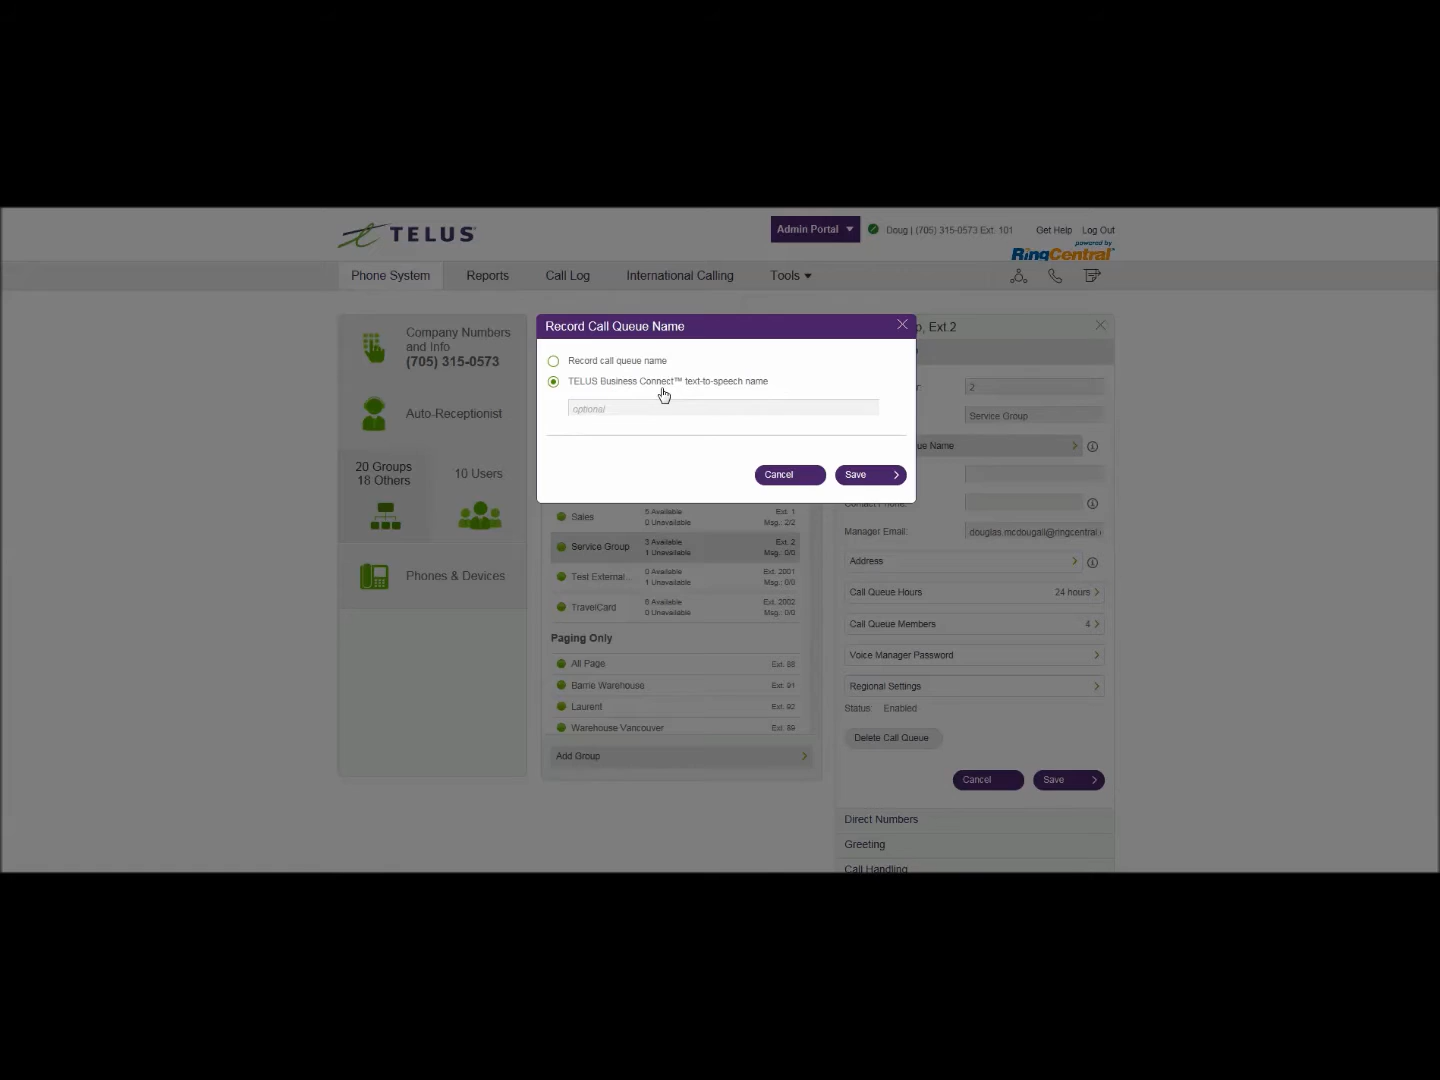 TELUS
Admin Portal
Doug | (705) 315-0573 Ext. 101
Get Help
Log Out
powered by
RingCentral
Phone System
Reports
Call Log
International Calling
Tools
Company Numbers
and Info
(705) 315-0573
Auto-Receptionist
20 Groups
18 Others
10 Users
Phones & Devices
Record Call Queue Name
Record call queue name
TELUS Business Connect™ text-to-speech name
optional
Cancel
Save
Sales
5 Available
0 Unavailable
Ext. 1
Msg.: 2/2
Service Group
3 Available
1 Unavailable
Ext. 2
Msg.: 0/0
Test External...
0 Available
1 Unavailable
Ext. 2001
Msg.: 0/0
TravelCard
6 Available
0 Unavailable
Ext. 2002
Msg.: 0/0
Paging Only
All Page
Ext. 88
Barrie Warehouse
Ext. 91
Laurent
Ext. 92
Warehouse Vancouver
Ext. 89
Add Group
p, Ext.2
2
Service Group
ue Name
Contact Phone:
Manager Email:
douglas.mcdougall@ringcentral.
Address
Call Queue Hours
24 hours
Call Queue Members
4
Voice Manager Password
Regional Settings
Status: Enabled
Delete Call Queue
Cancel
Save
Direct Numbers
Greeting
Call Handling